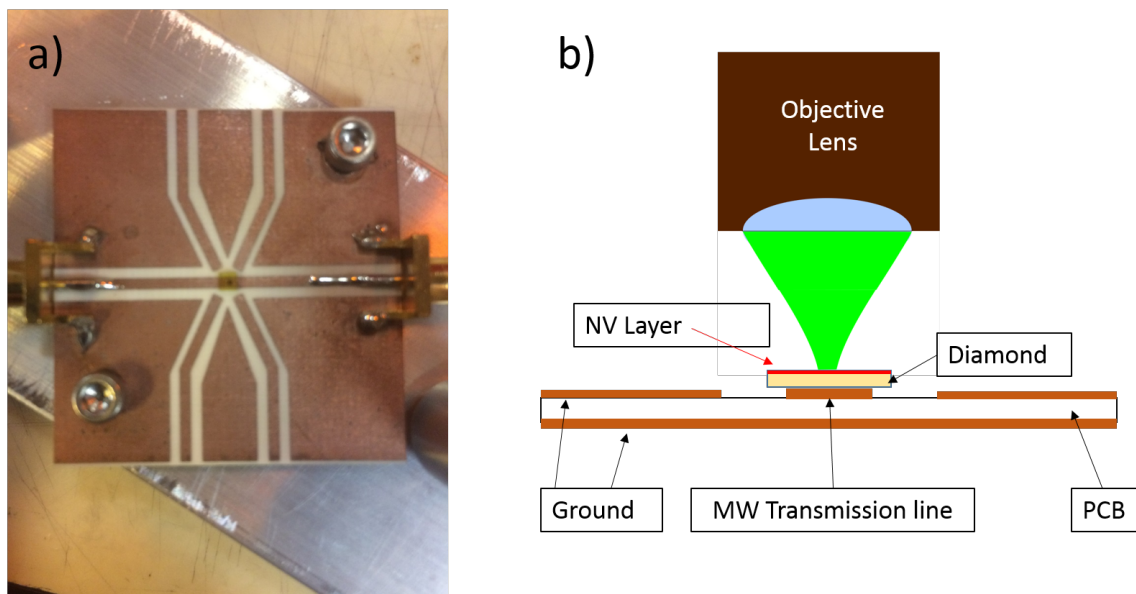 a)
b)
Objective
Lens
NV Layer
Diamond
Ground
MW Transmission line
PCB